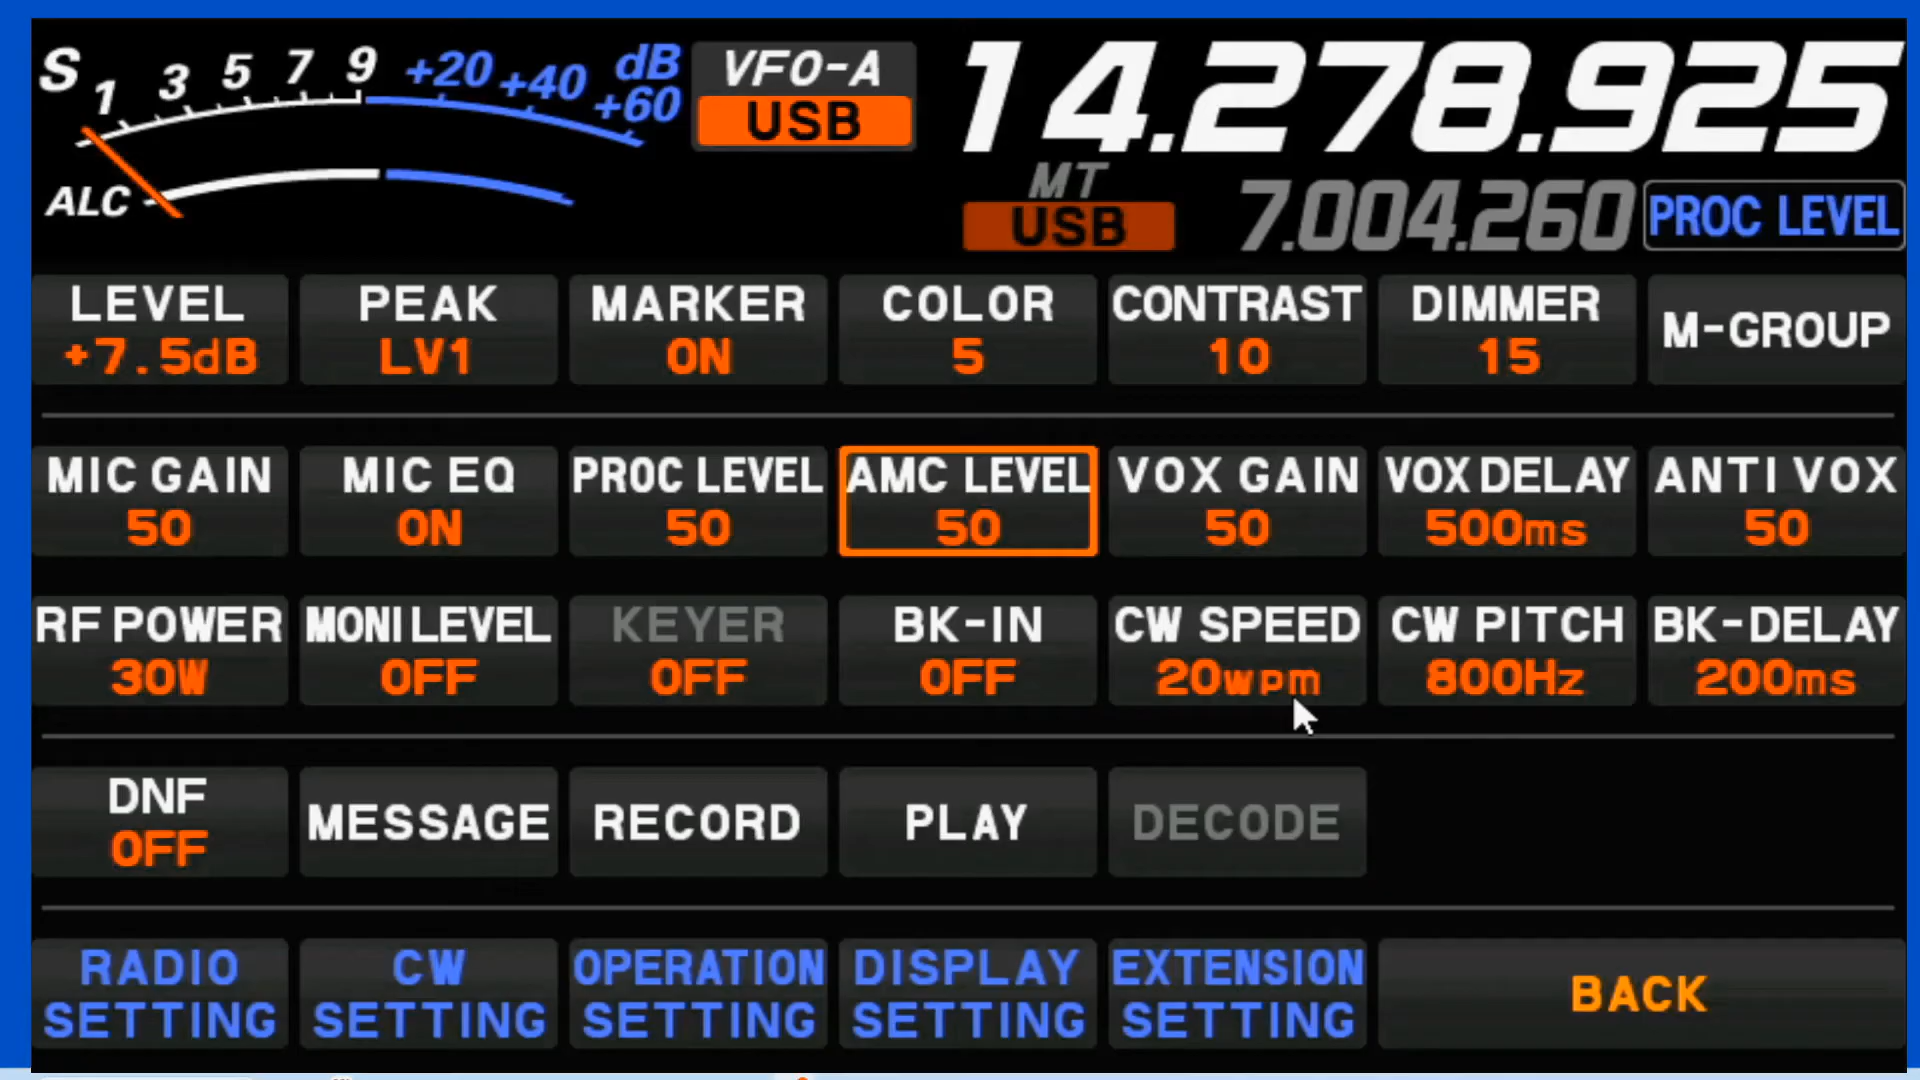 S 1 3 5 7 9 +20 +40 +60 dB
ALC
VFO-A
USB
14.278.925
MT
USB
7.004.260
PROC LEVEL
LEVEL
+7.5dB
PEAK
LV1
MARKER
ON
COLOR
5
CONTRAST
10
DIMMER
15
M-GROUP
MIC GAIN
50
MIC EQ
ON
PROC LEVEL
50
AMC LEVEL
50
VOX GAIN
50
VOX DELAY
500ms
ANTI VOX
50
RF POWER
30W
MONI LEVEL
OFF
KEYER
OFF
BK-IN
OFF
CW SPEED
20wpm
CW PITCH
800Hz
BK-DELAY
200ms
DNF
OFF
MESSAGE
RECORD
PLAY
DECODE
RADIO
SETTING
CW
SETTING
OPERATION
SETTING
DISPLAY
SETTING
EXTENSION
SETTING
BACK